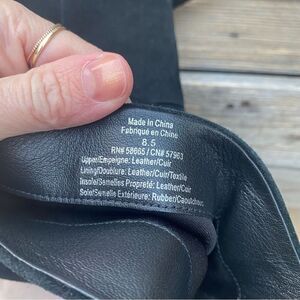 Made In China
Fabriqué en Chine
8.5
RN# 58665 / CN# 57963
Upper/Empeigne: Leather/Cuir
Lining/Doublure: Leather/Cuir/Textile
Insole/Semelles Propreté: Leather/Cuir
Sole/Semelle Extérieure: Rubber/Caoutchouc